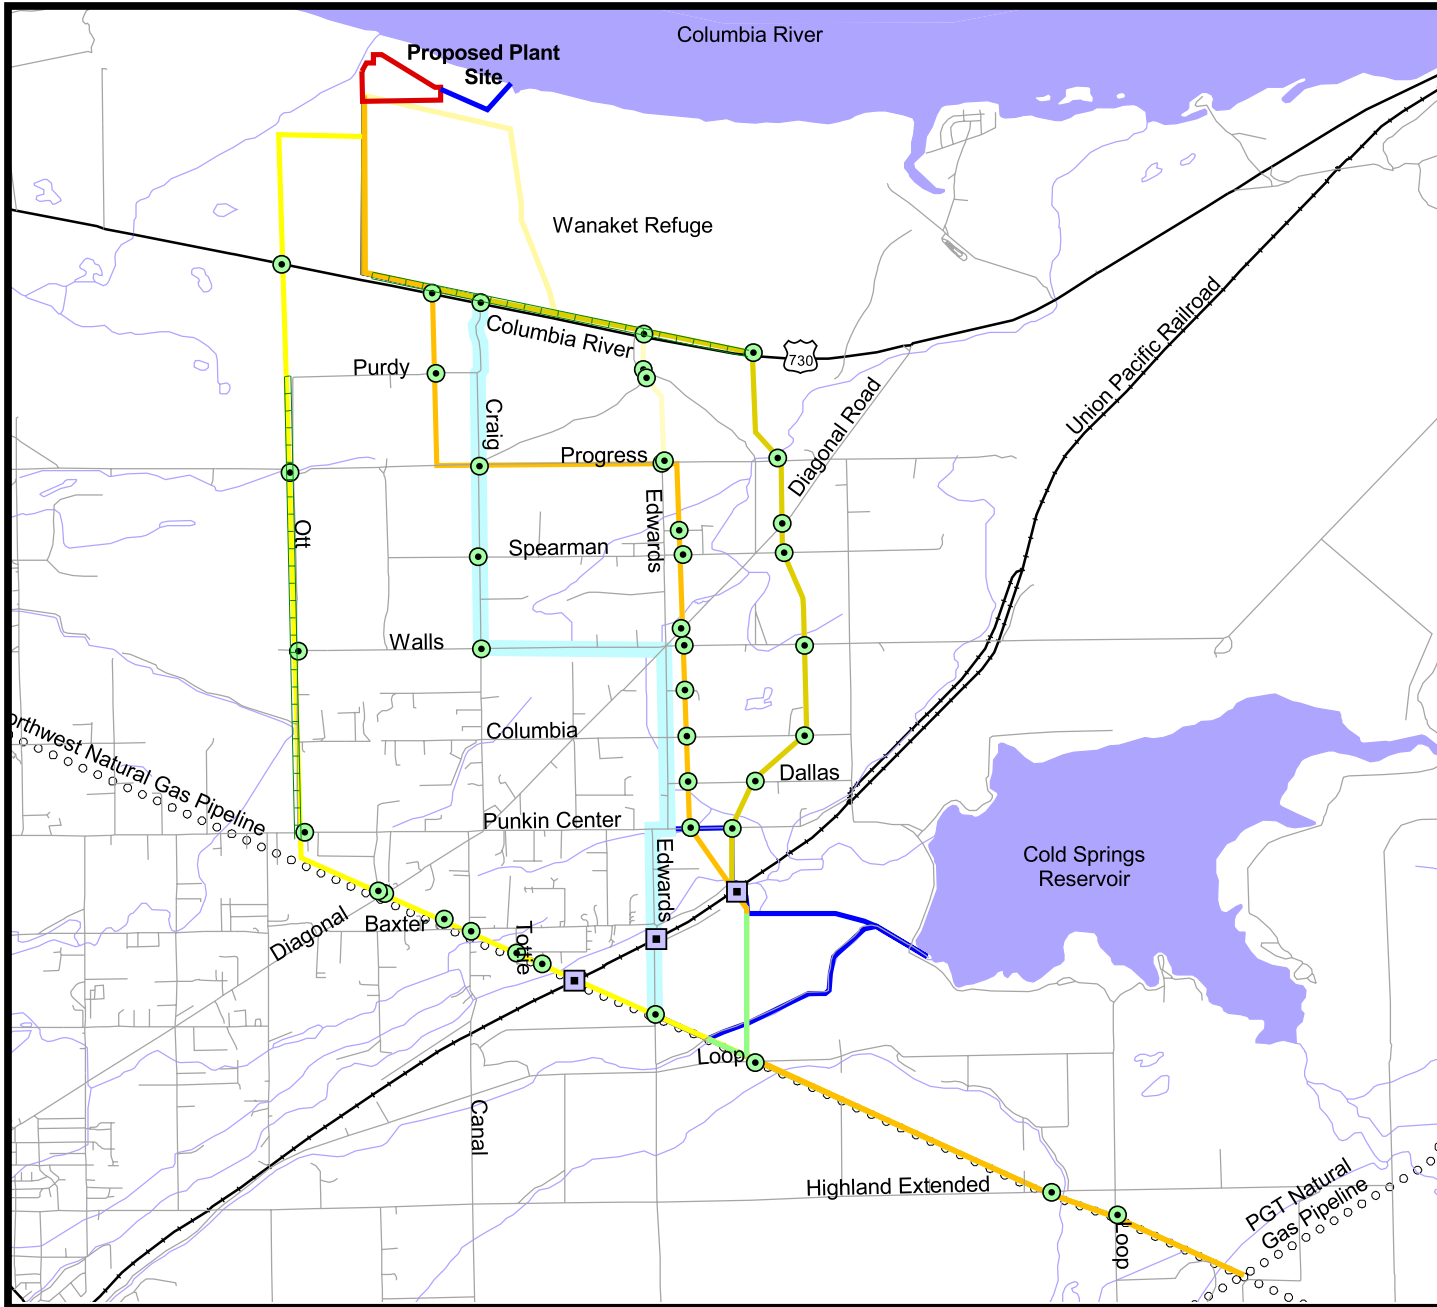 Columbia River
Proposed Plant
Site
Wanaket Refuge
Columbia River
730
Union Pacific Railroad
Purdy
Craig
Diagonal Road
Progress
Edwards
Ott
Spearman
Walls
orthwest Natural Gas Pipeline
Columbia
Dallas
Punkin Center
Edwards
Cold Springs
Reservoir
Diagonal
Baxter
Tottle
Loop
Canal
Highland Extended
PGT Natural
Gas Pipeline
Loop